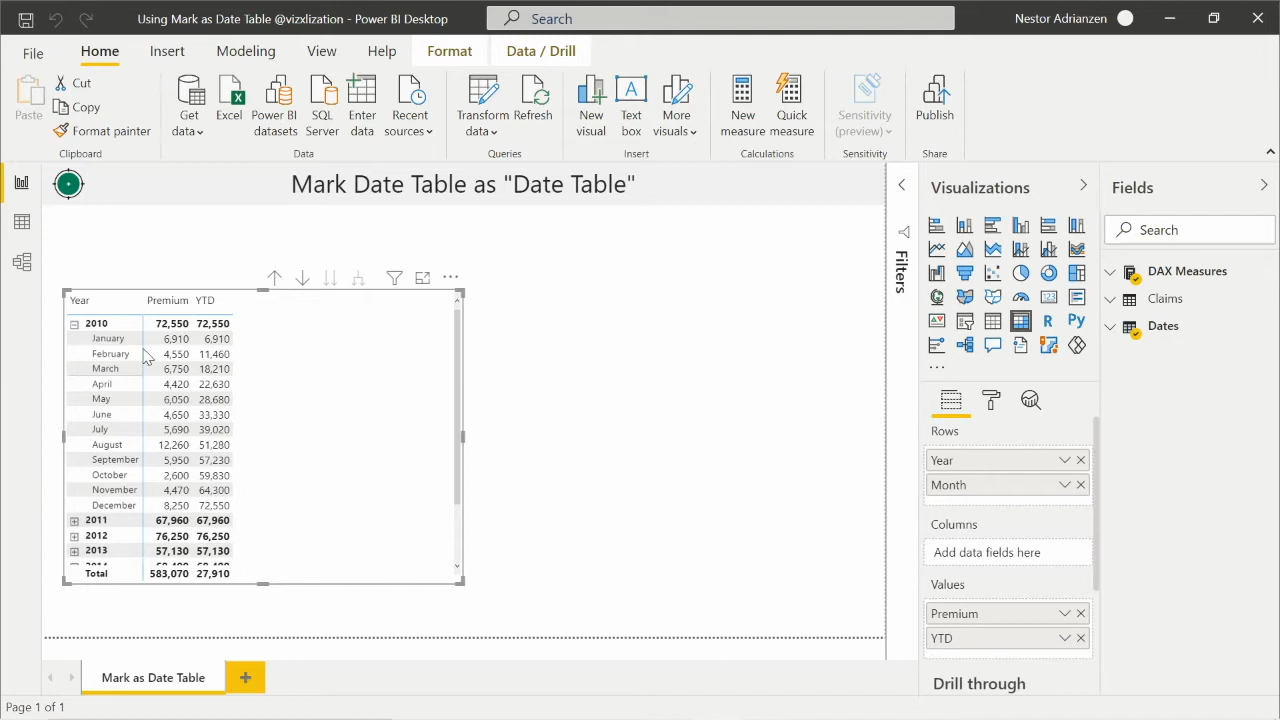 Using Mark as Date Table @vizxlization - Power BI Desktop
Search
Nestor Adrianzen
File
Home
Insert
Modeling
View
Help
Format
Data / Drill
Paste
Cut
Copy
Format painter
Get data
Excel
Power BI datasets
SQL Server
Enter data
Recent sources
Transform data
Refresh
New visual
Text box
More visuals
New measure
Quick measure
Sensitivity (preview)
Publish
Clipboard
Data
Queries
Insert
Calculations
Sensitivity
Share
Mark Date Table as "Date Table"
Year Premium YTD
2010 72,550 72,550
January 6,910 6,910
February 4,550 11,460
March 6,750 18,210
April 4,420 22,630
May 6,050 28,680
June 4,650 33,330
July 5,690 39,020
August 12,260 51,280
September 5,950 57,230
October 2,600 59,830
November 4,470 64,300
December 8,250 72,550
2011 67,960 67,960
2012 76,250 76,250
2013 57,130 57,130
Total 583,070 27,910
Filters
Visualizations
R
Py
Rows
Year
Month
Columns
Add data fields here
Values
Premium
YTD
Drill through
Fields
Search
DAX Measures
Claims
Dates
Mark as Date Table
Page 1 of 1